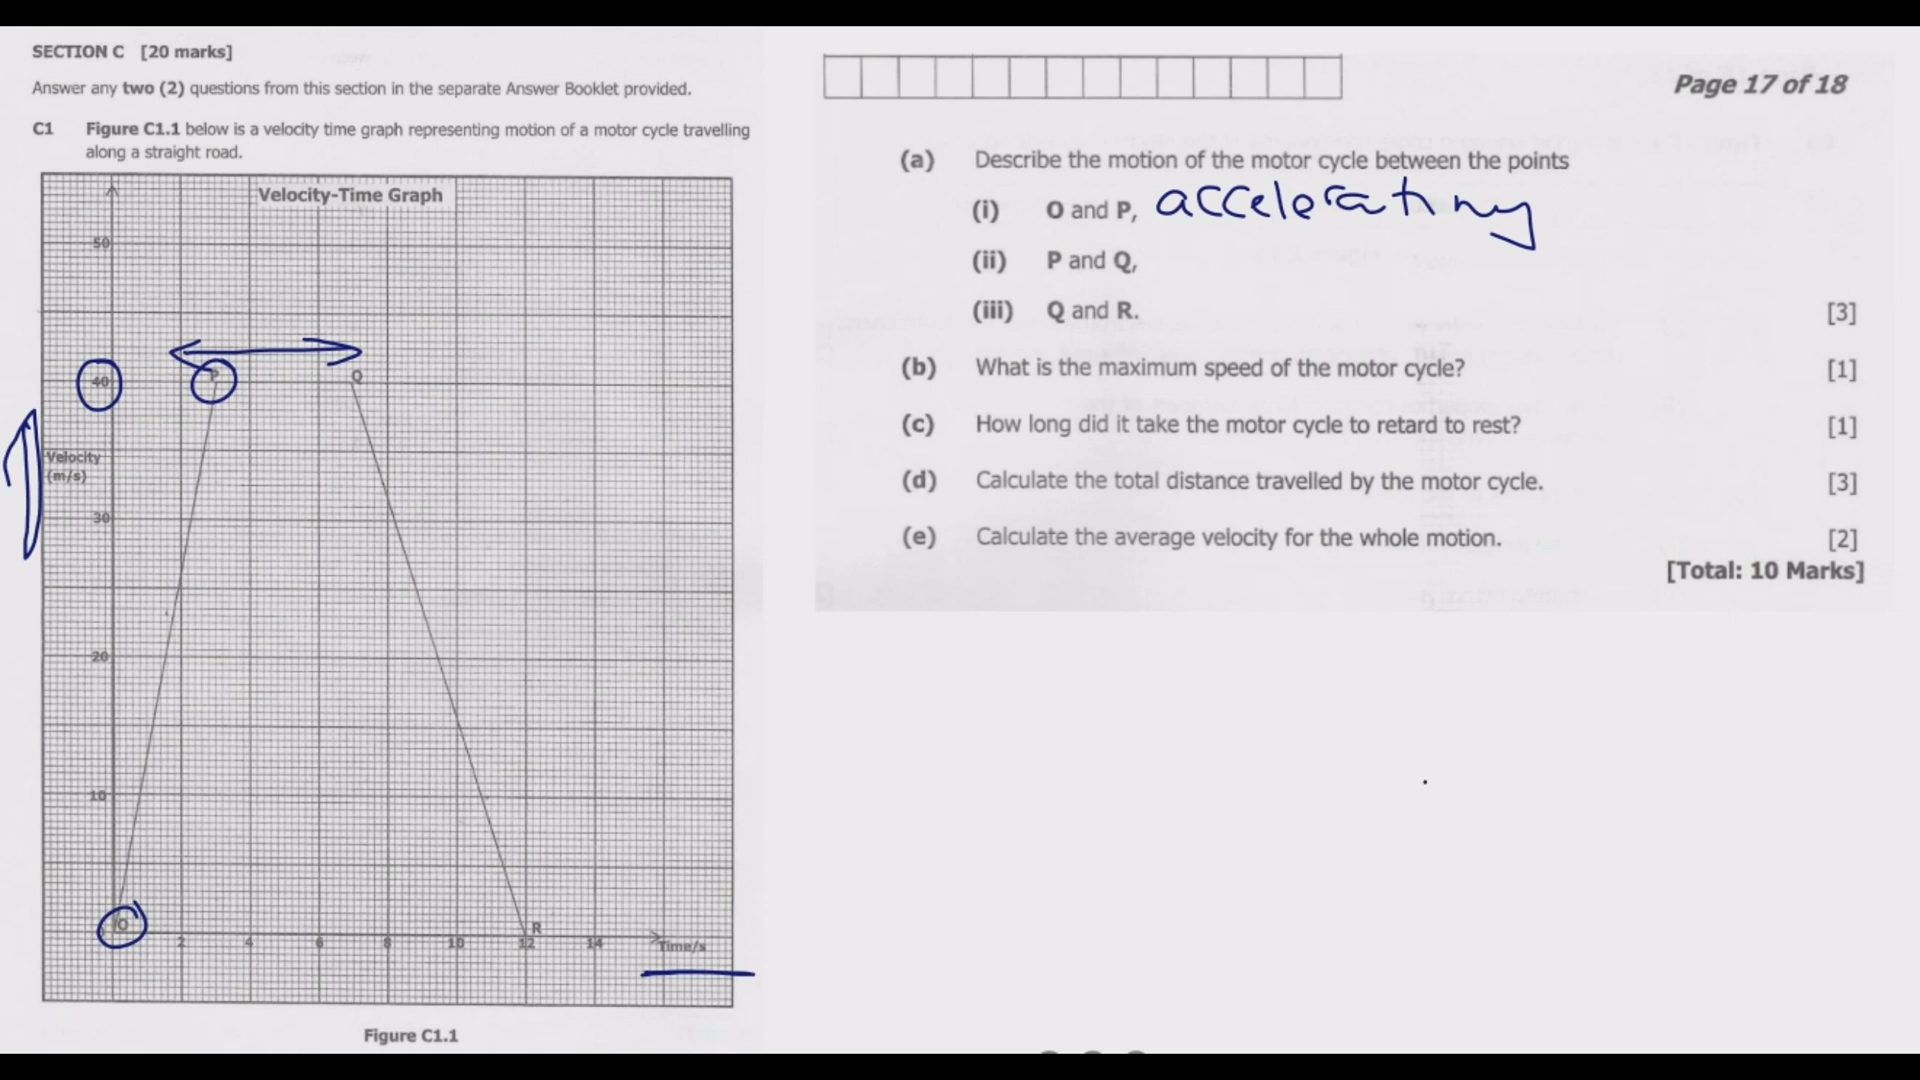 SECTION C [20 marks]
Answer any two (2) questions from this section in the separate Answer Booklet provided.
C1 Figure C1.1 below is a velocity time graph representing motion of a motor cycle travelling
along a straight road.
Velocity-Time Graph
50
40
P
Q
Velocity
(m/s)
30
20
10
O
R
0
2
4
6
8
10
12
14
Time/s
Figure C1.1
Page 17 of 18
(a) Describe the motion of the motor cycle between the points
(i) O and P, accelerating
(ii) P and Q,
(iii) Q and R. [3]
(b) What is the maximum speed of the motor cycle? [1]
(c) How long did it take the motor cycle to retard to rest? [1]
(d) Calculate the total distance travelled by the motor cycle. [3]
(e) Calculate the average velocity for the whole motion. [2]
[Total: 10 Marks]